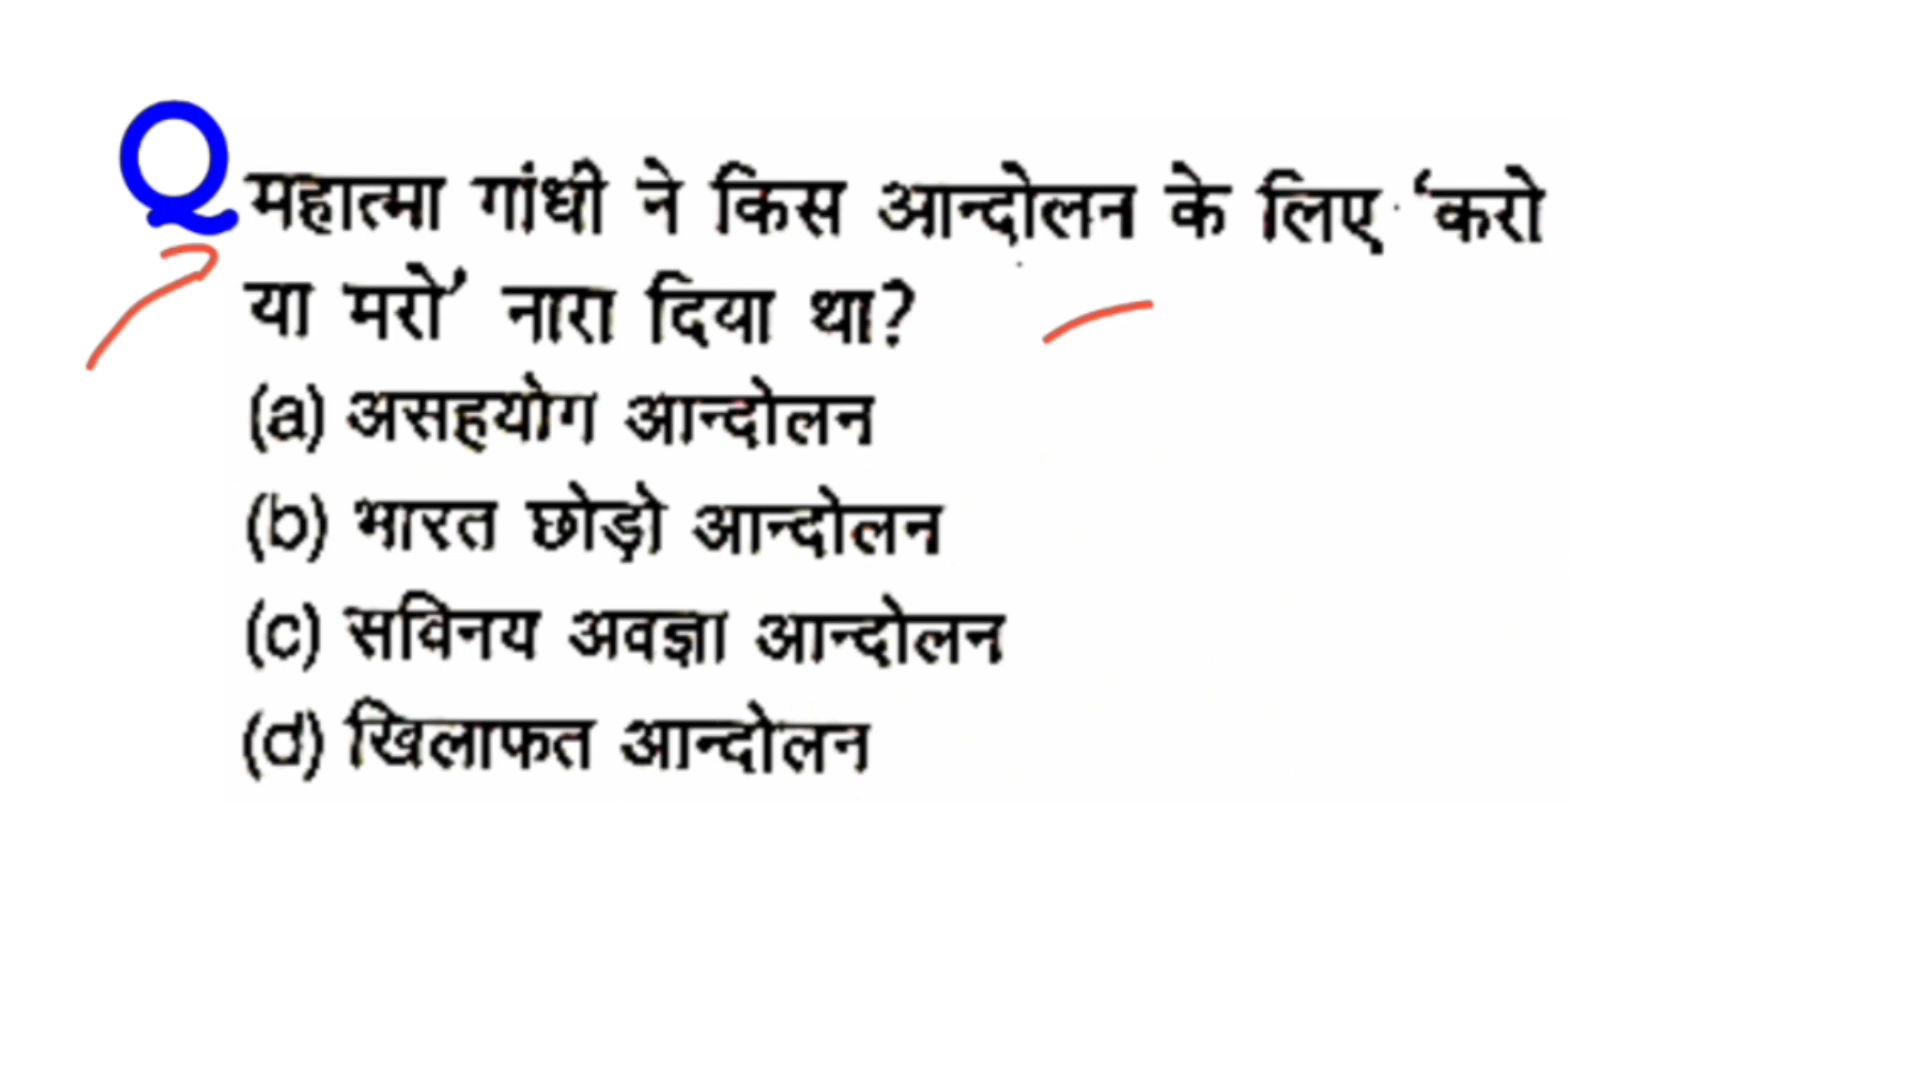 Q महात्मा गांधी ने किस आन्दोलन के लिए ‘करो
या मरो’ नारा दिया था?
(a) असहयोग आन्दोलन
(b) भारत छोड़ो आन्दोलन
(c) सविनय अवज्ञा आन्दोलन
(d) खिलाफत आन्दोलन